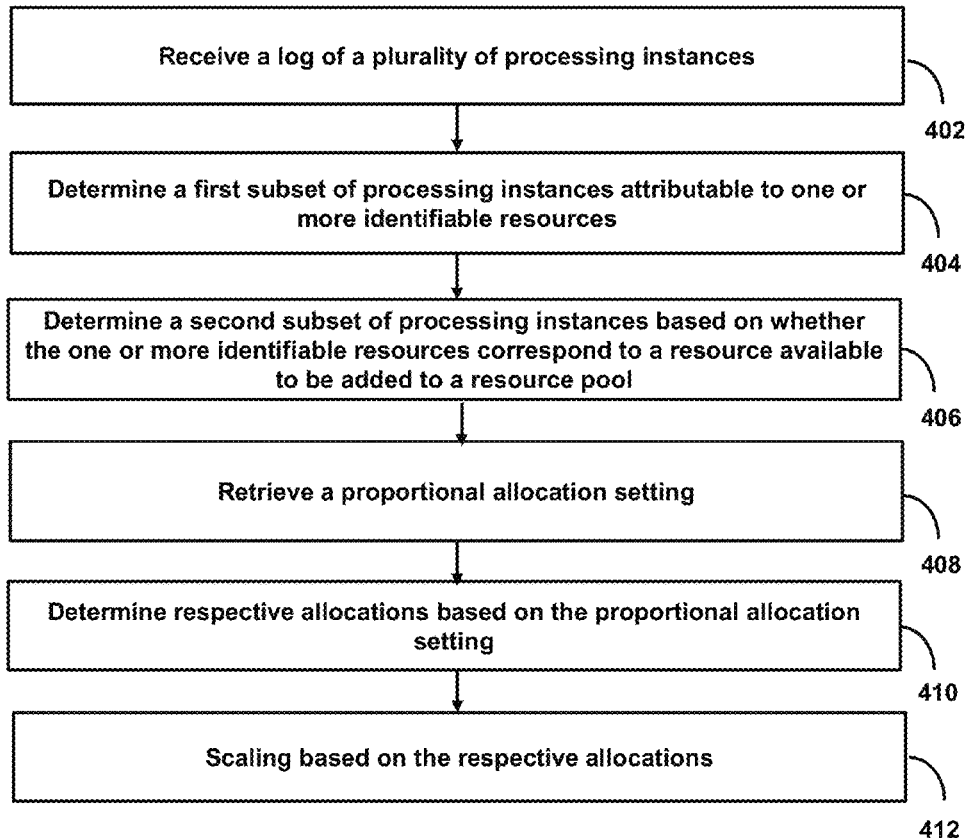 Receive a log of a plurality of processing instances
402
Determine a first subset of processing instances attributable to one or
more identifiable resources
404
Determine a second subset of processing instances based on whether
the one or more identifiable resources correspond to a resource available
to be added to a resource pool
406
Retrieve a proportional allocation setting
408
Determine respective allocations based on the proportional allocation
setting
410
Scaling based on the respective allocations
412